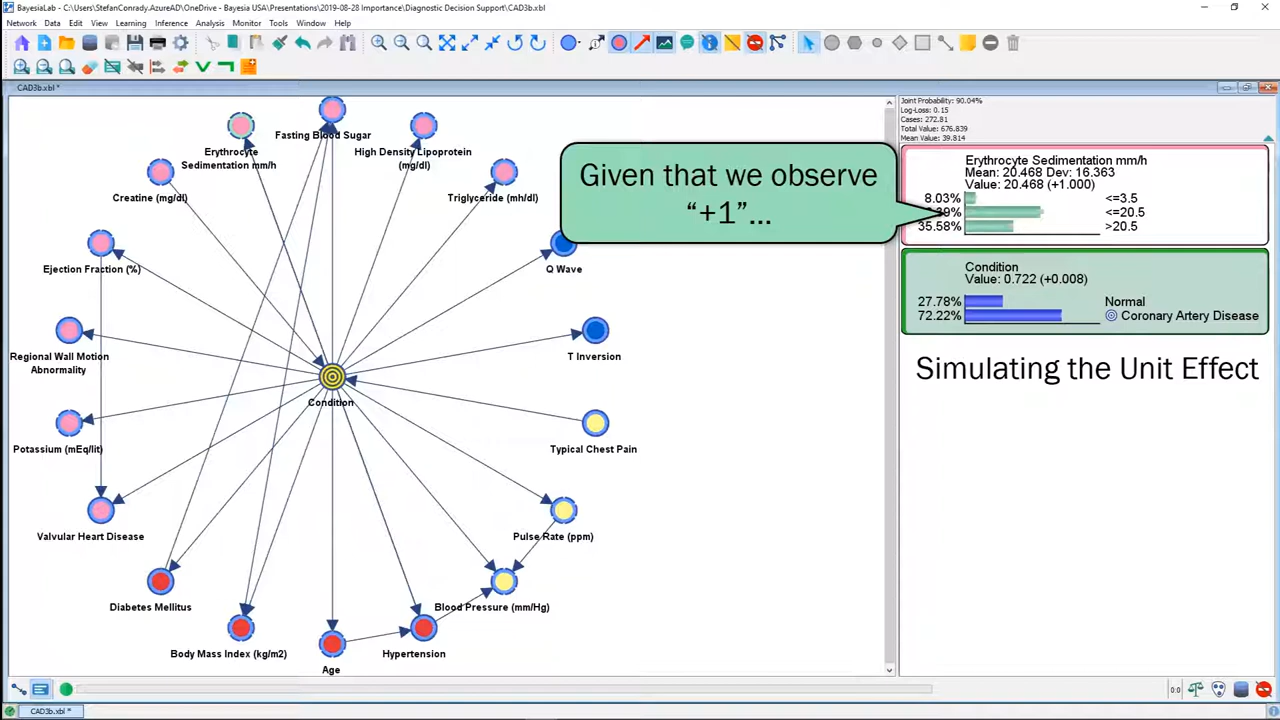 BayesiaLab - C:\Users\StefanConrady.AzureAD\OneDrive - Bayesia USA\Presentations\2019-08-28 Importance\Diagnostic Decision Support\CAD3b.xbl
Network Data Edit View Learning Inference Analysis Monitor Tools Window Help
CAD3b.xbl *
Erythrocyte
Sedimentation mm/h
Fasting Blood Sugar
High Density Lipoprotein
(mg/dl)
Creatine (mg/dl)
Triglyceride (mh/dl)
Ejection Fraction (%)
Q Wave
Regional Wall Motion
Abnormality
T Inversion
Condition
Potassium (mEq/lit)
Typical Chest Pain
Valvular Heart Disease
Pulse Rate (ppm)
Diabetes Mellitus
Blood Pressure (mm/Hg)
Body Mass Index (kg/m2)
Age
Hypertension
Given that we observe
“+1”...
Joint Probability: 90.04%
Log-Loss: 0.15
Cases: 272.81
Total Value: 676.839
Mean Value: 39.814
Erythrocyte Sedimentation mm/h
Mean: 20.468 Dev: 16.363
Value: 20.468 (+1.000)
8.03% <=3.5
<=20.5
35.58% >20.5
Condition
Value: 0.722 (+0.008)
27.78% Normal
72.22% Coronary Artery Disease
Simulating the Unit Effect
0:0
CAD3b.xbl *